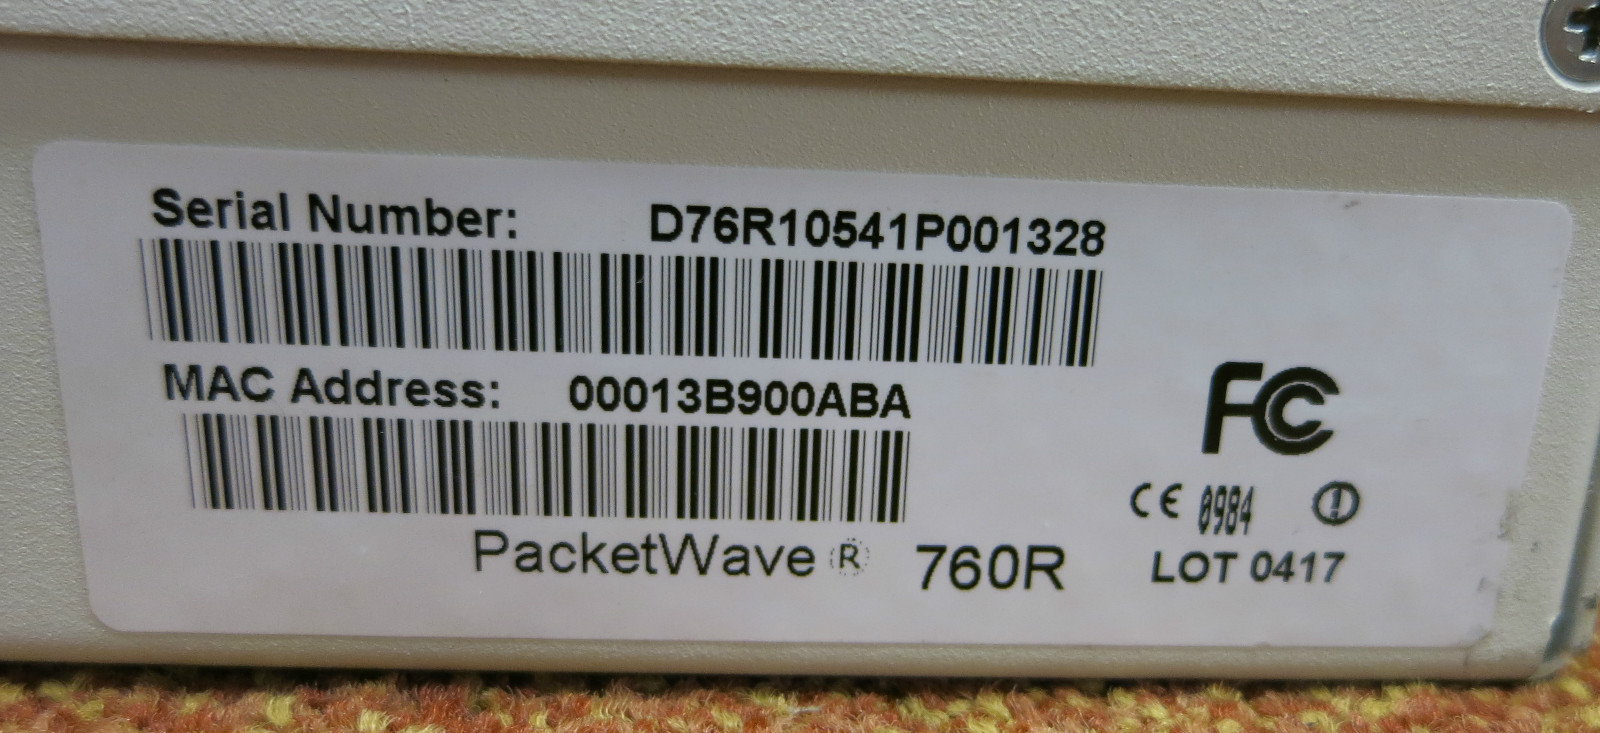 Serial Number: D76R10541P001328
MAC Address: 00013B900ABA
FC
CE 0984
PacketWave® 760R
LOT 0417